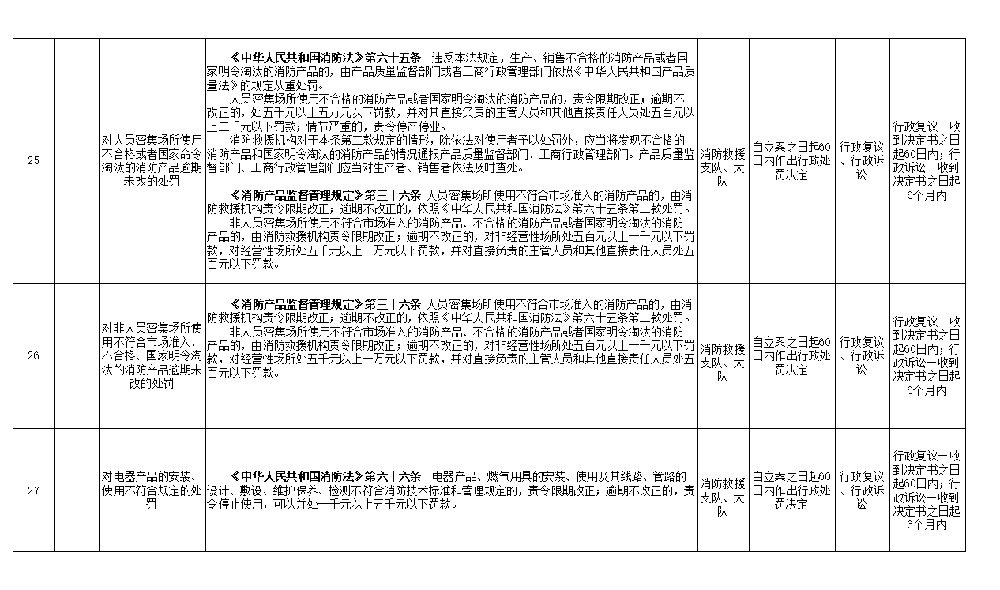 25
对人员密集场所使用
不合格或者国家命令
淘汰的消防产品逾期
未改的处罚
《中华人民共和国消防法》第六十五条 违反本法规定，生产、销售不合格的消防产品或者国
家明令淘汰的消防产品的，由产品质量监督部门或者工商行政管理部门依照《中华人民共和国产品质
量法》的规定从重处罚。
人员密集场所使用不合格的消防产品或者国家明令淘汰的消防产品的，责令限期改正；逾期不
改正的，处五千元以上五万元以下罚款，并对其直接负责的主管人员和其他直接责任人员处五百元以
上二千元以下罚款；情节严重的，责令停产停业。
消防救援机构对于本条第二款规定的情形，除依法对使用者予以处罚外，应当将发现不合格的
消防产品和国家明令淘汰的消防产品的情况通报产品质量监督部门、工商行政管理部门。产品质量监
督部门、工商行政管理部门应当对生产者、销售者依法及时查处。
《消防产品监督管理规定》第三十六条 人员密集场所使用不符合市场准入的消防产品的，由消
防救援机构责令限期改正；逾期不改正的，依照《中华人民共和国消防法》第六十五条第二款处罚。
非人员密集场所使用不符合市场准入的消防产品、不合格的消防产品或者国家明令淘汰的消防
产品的，由消防救援机构责令限期改正；逾期不改正的，对非经营性场所处五百元以上一千元以下罚
款，对经营性场所处五千元以上一万元以下罚款，并对直接负责的主管人员和其他直接责任人员处五
百元以下罚款。
消防救援
支队、大
队
自立案之日起60
日内作出行政处
罚决定
行政复议
、行政诉
讼
行政复议—收
到决定书之日
起60日内；行
政诉讼—收到
决定书之日起
6个月内
26
对非人员密集场所使
用不符合市场准入、
不合格、国家明令淘
汰的消防产品逾期未
改的处罚
《消防产品监督管理规定》第三十六条 人员密集场所使用不符合市场准入的消防产品的，由消
防救援机构责令限期改正；逾期不改正的，依照《中华人民共和国消防法》第六十五条第二款处罚。
非人员密集场所使用不符合市场准入的消防产品、不合格的消防产品或者国家明令淘汰的消防
产品的，由消防救援机构责令限期改正；逾期不改正的，对非经营性场所处五百元以上一千元以下罚
款，对经营性场所处五千元以上一万元以下罚款，并对直接负责的主管人员和其他直接责任人员处五
百元以下罚款。
消防救援
支队、大
队
自立案之日起60
日内作出行政处
罚决定
行政复议
、行政诉
讼
行政复议—收
到决定书之日
起60日内；行
政诉讼—收到
决定书之日起
6个月内
27
对电器产品的安装、
使用不符合规定的处
罚
《中华人民共和国消防法》第六十六条 电器产品、燃气用具的安装、使用及其线路、管路的
设计、敷设、维护保养、检测不符合消防技术标准和管理规定的，责令限期改正；逾期不改正的，责
令停止使用，可以并处一千元以上五千元以下罚款。
消防救援
支队、大
队
自立案之日起60
日内作出行政处
罚决定
行政复议
、行政诉
讼
行政复议—收
到决定书之日
起60日内；行
政诉讼—收到
决定书之日起
6个月内